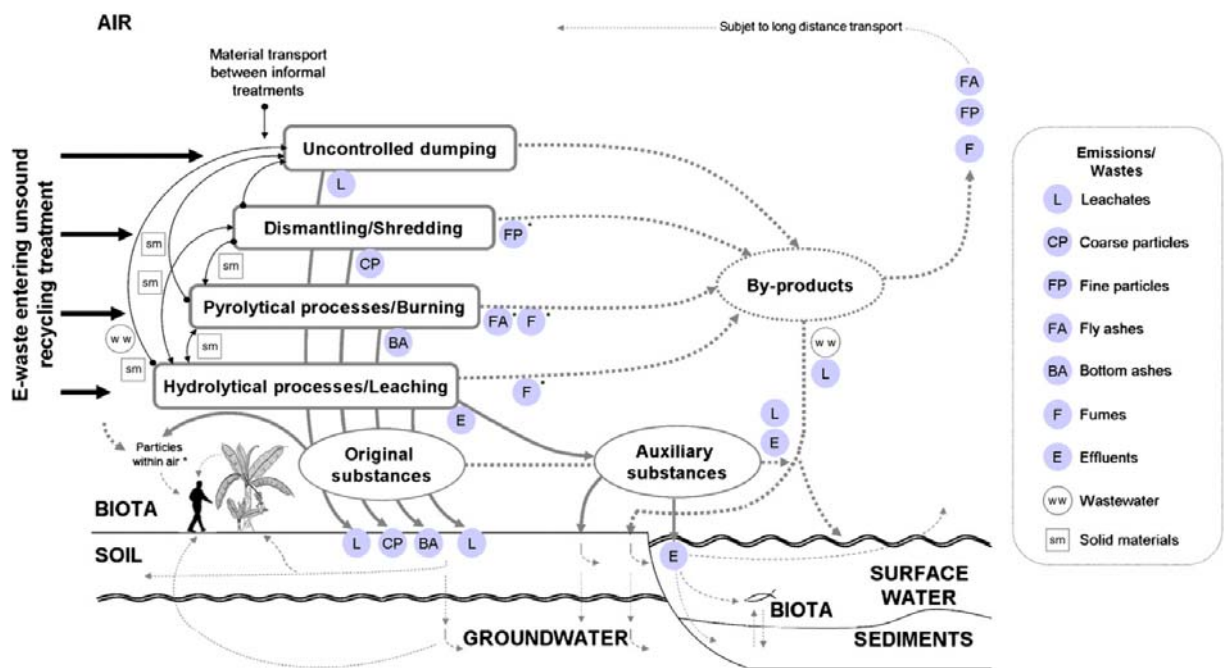 AIR
Subjet to long distance transport
Material transport
between informal
treatments
FA
FP
F
E-waste entering unsound
recycling treatment
Uncontrolled dumping
L
Dismantling/Shredding
FP*
CP
sm
sm
sm
Pyrolytical processes/Burning
FA* F*
BA
ww
sm
sm
Hydrolytical processes/Leaching
F*
E
By-products
ww
L
L
E
Particles
within air *
Original
substances
Auxiliary
substances
BIOTA
SOIL
L CP BA L
E
SURFACE
WATER
BIOTA
GROUNDWATER
SEDIMENTS
Emissions/
Wastes
L Leachates
CP Coarse particles
FP Fine particles
FA Fly ashes
BA Bottom ashes
F Fumes
E Effluents
ww Wastewater
sm Solid materials